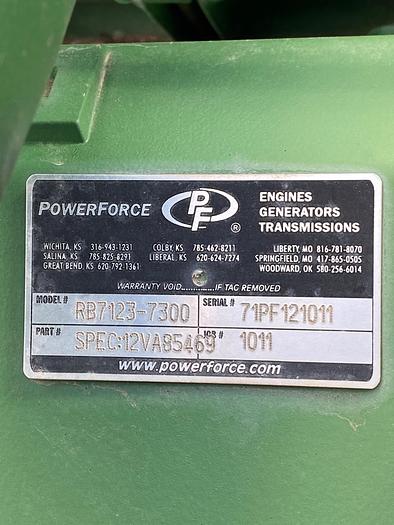 POWERFORCE PF ® ENGINES
GENERATORS
TRANSMISSIONS
WICHITA, KS 316-943-1231 COLBY, KS 785-462-8211 LIBERTY, MO 816-781-8070
SALINA, KS 785-825-8291 LIBERAL, KS 620-624-7274 SPRINGFIELD, MO 417-865-0505
GREAT BEND, KS 620-792-1361 WOODWARD, OK 580-256-6014
WARRANTY VOID IF TAG REMOVED
MODEL # RB7123-7300 SERIAL # 71PF121011
PART # SPEC:12VA85469 JOB # 1011
www.powerforce.com